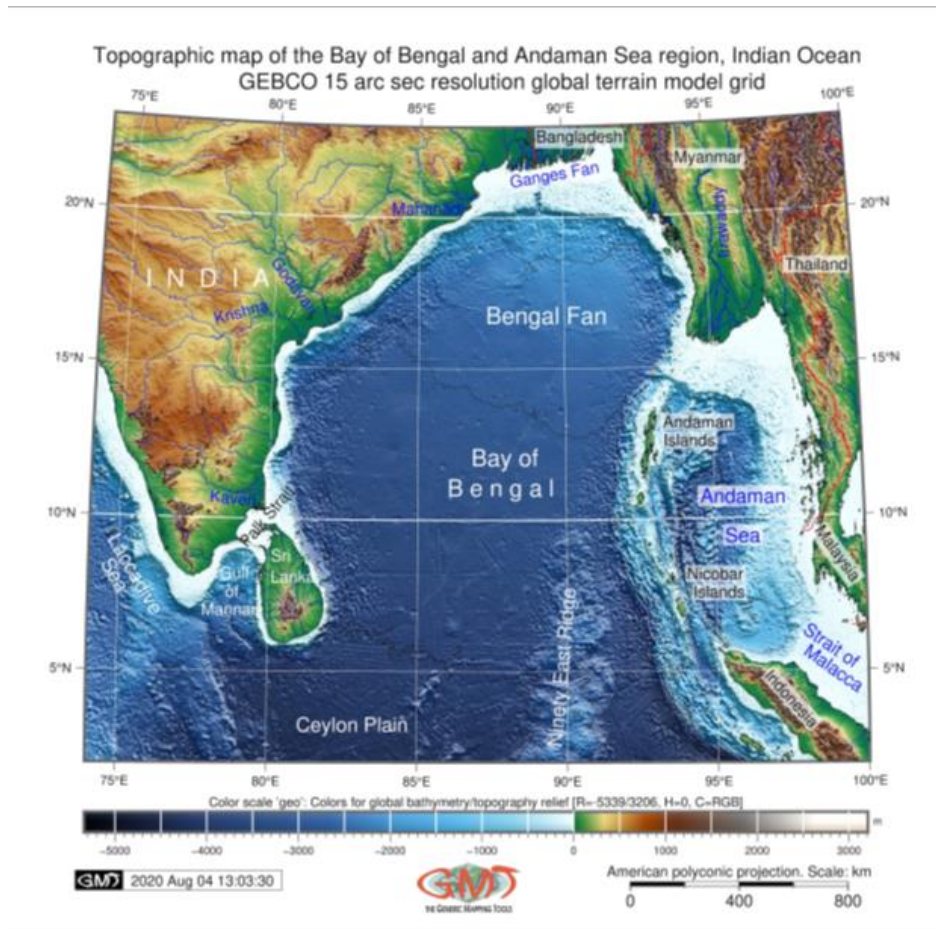 Topographic map of the Bay of Bengal and Andaman Sea region, Indian Ocean
GEBCO 15 arc sec resolution global terrain model grid
75°E 80°E 85°E 90°E 95°E 100°E
Bangladesh
Myanmar
Ganges Fan
20°N
Mahanadi
Irrawaddy
20°N
Thailand
INDIA
Godavari
Krishna
Bengal Fan
15°N
15°N
Andaman
Islands
Bay of
Bengal
Kaveri
Andaman
Sea
10°N
Palk Strait
10°N
Malaysia
Laccadive
Sea
Sri
Lanka
Gulf
of
Mannar
Nicobar
Islands
Ninety East Ridge
Strait of
Malacca
5°N
5°N
Indonesia
Ceylon Plain
75°E 80°E 85°E 90°E 95°E 100°E
Color scale 'geo': Colors for global bathymetry/topography relief [R=-5339/3206, H=0, C=RGB]
m
−5000 −4000 −3000 −2000 −1000 0 1000 2000 3000
GMT 2020 Aug 04 13:03:30
GMT
THE GENERIC MAPPING TOOLS
American polyconic projection. Scale: km
0 400 800